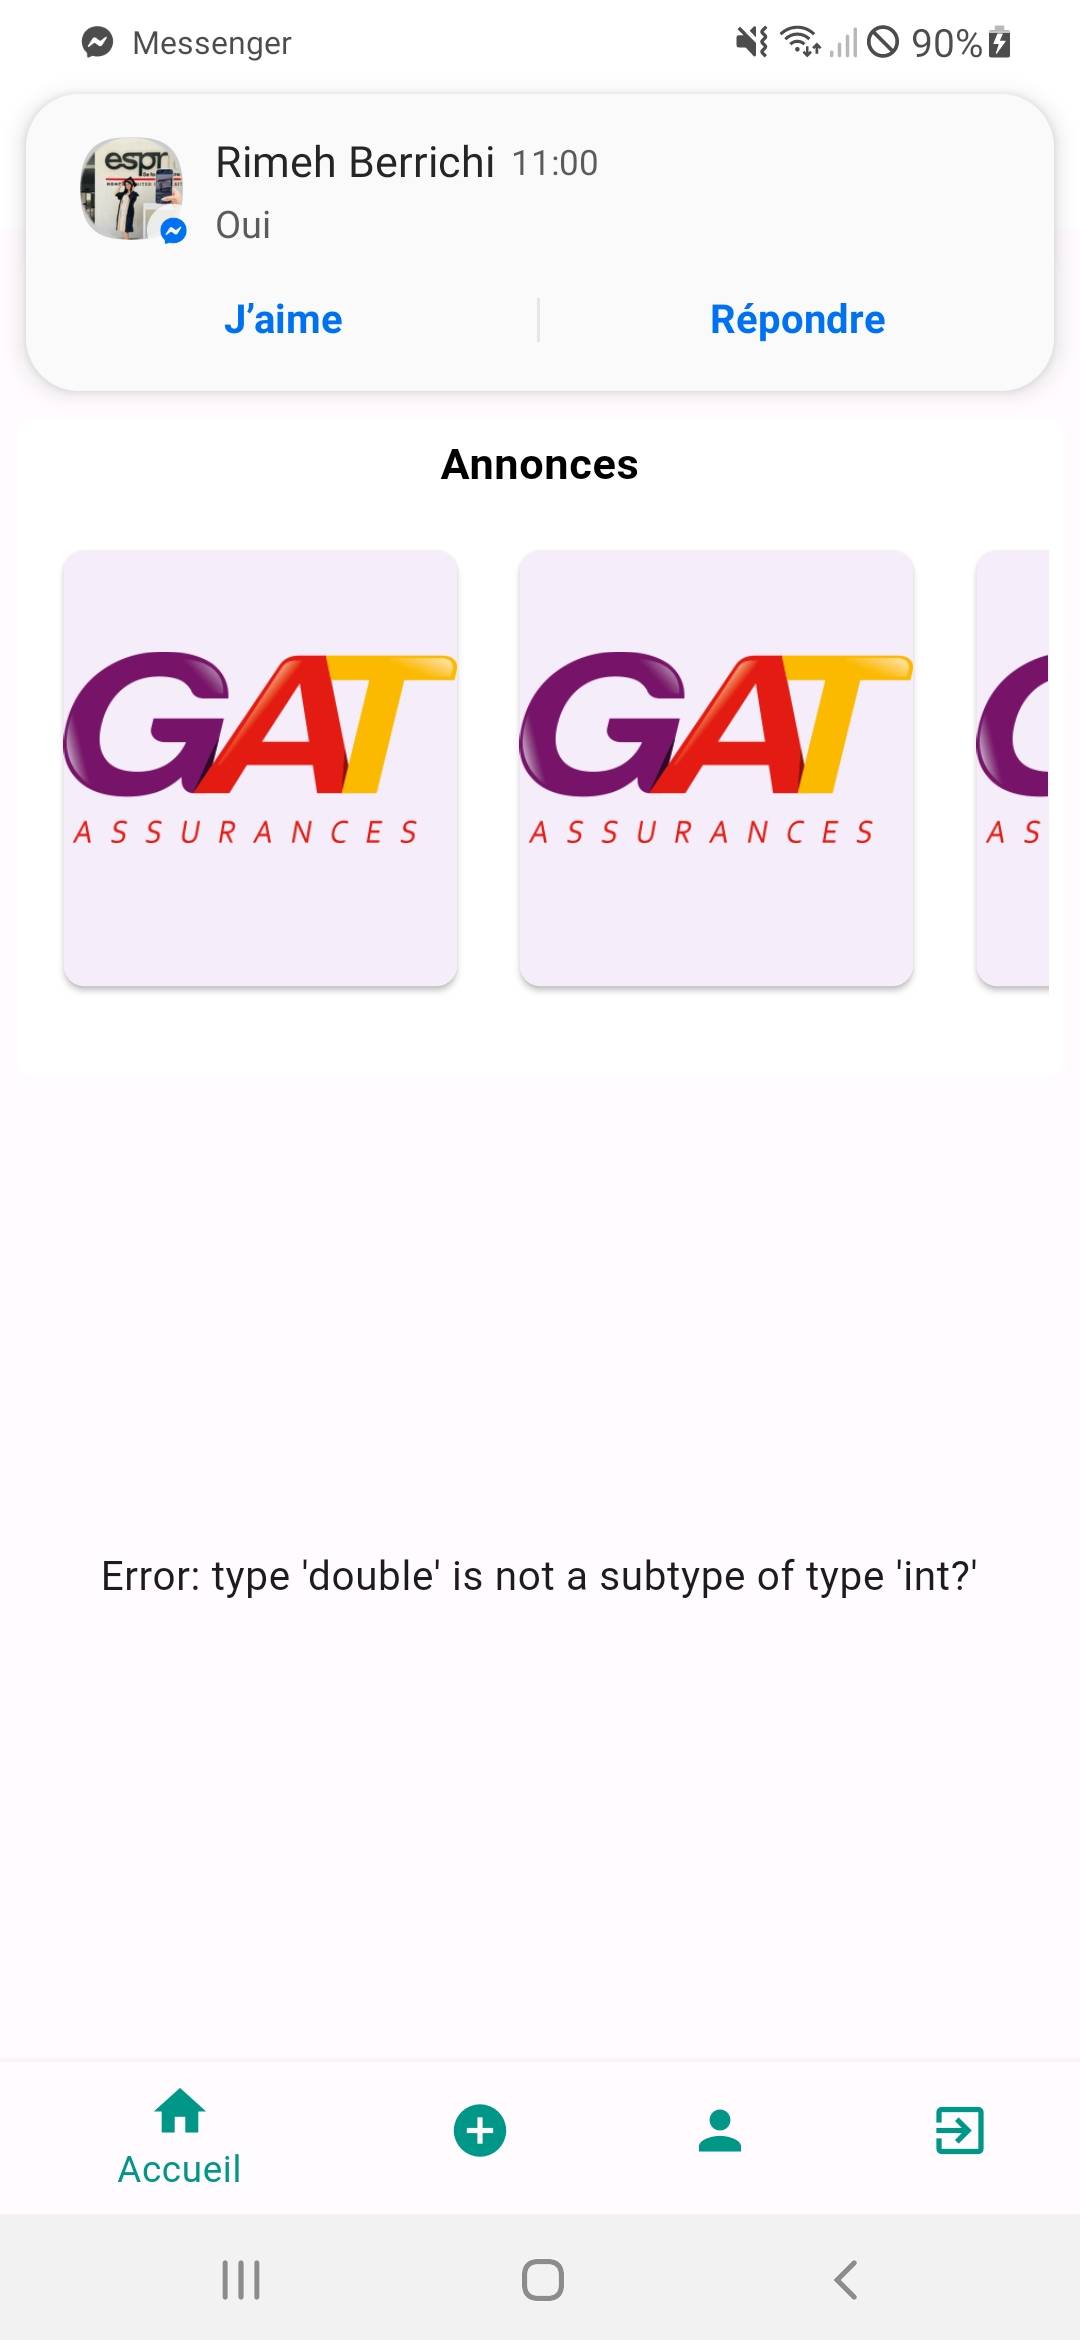 Messenger
90%
Rimeh Berrichi 11:00
Oui
J’aime
Répondre
Annonces
GAT
ASSURANCES
GAT
ASSURANCES
AS
Error: type 'double' is not a subtype of type 'int?'
Accueil